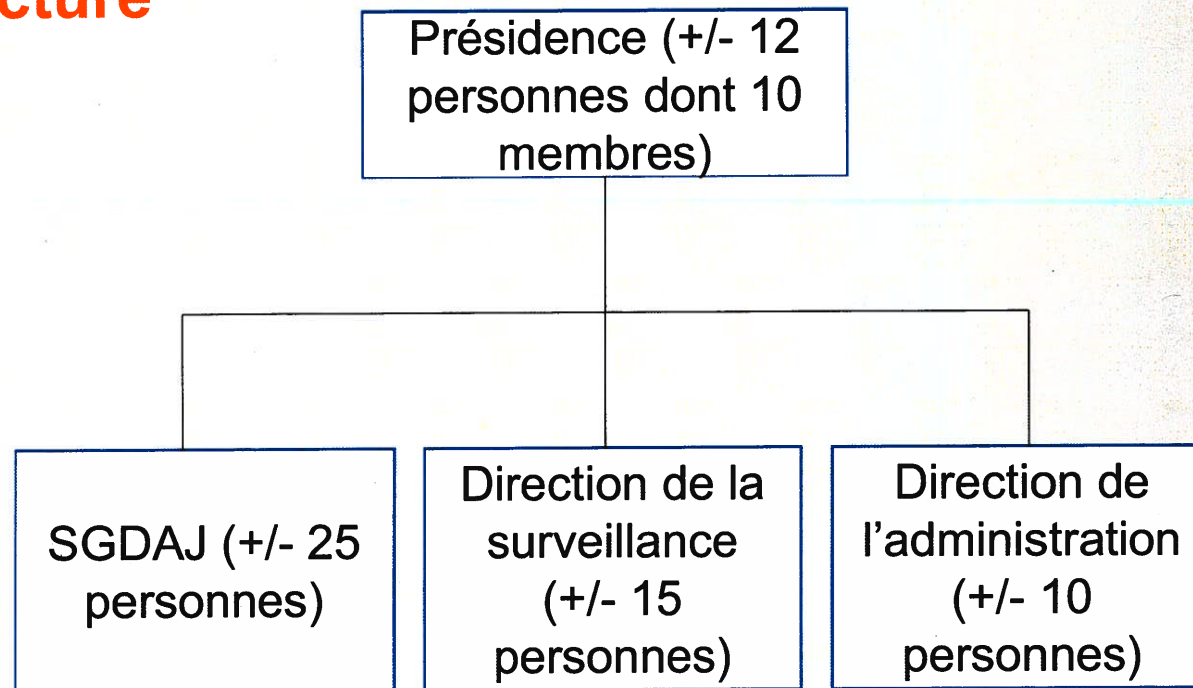 cture
Présidence (+/- 12
personnes dont 10
membres)
SGDAJ (+/- 25
personnes)
Direction de la
surveillance
(+/- 15
personnes)
Direction de
l'administration
(+/- 10
personnes)